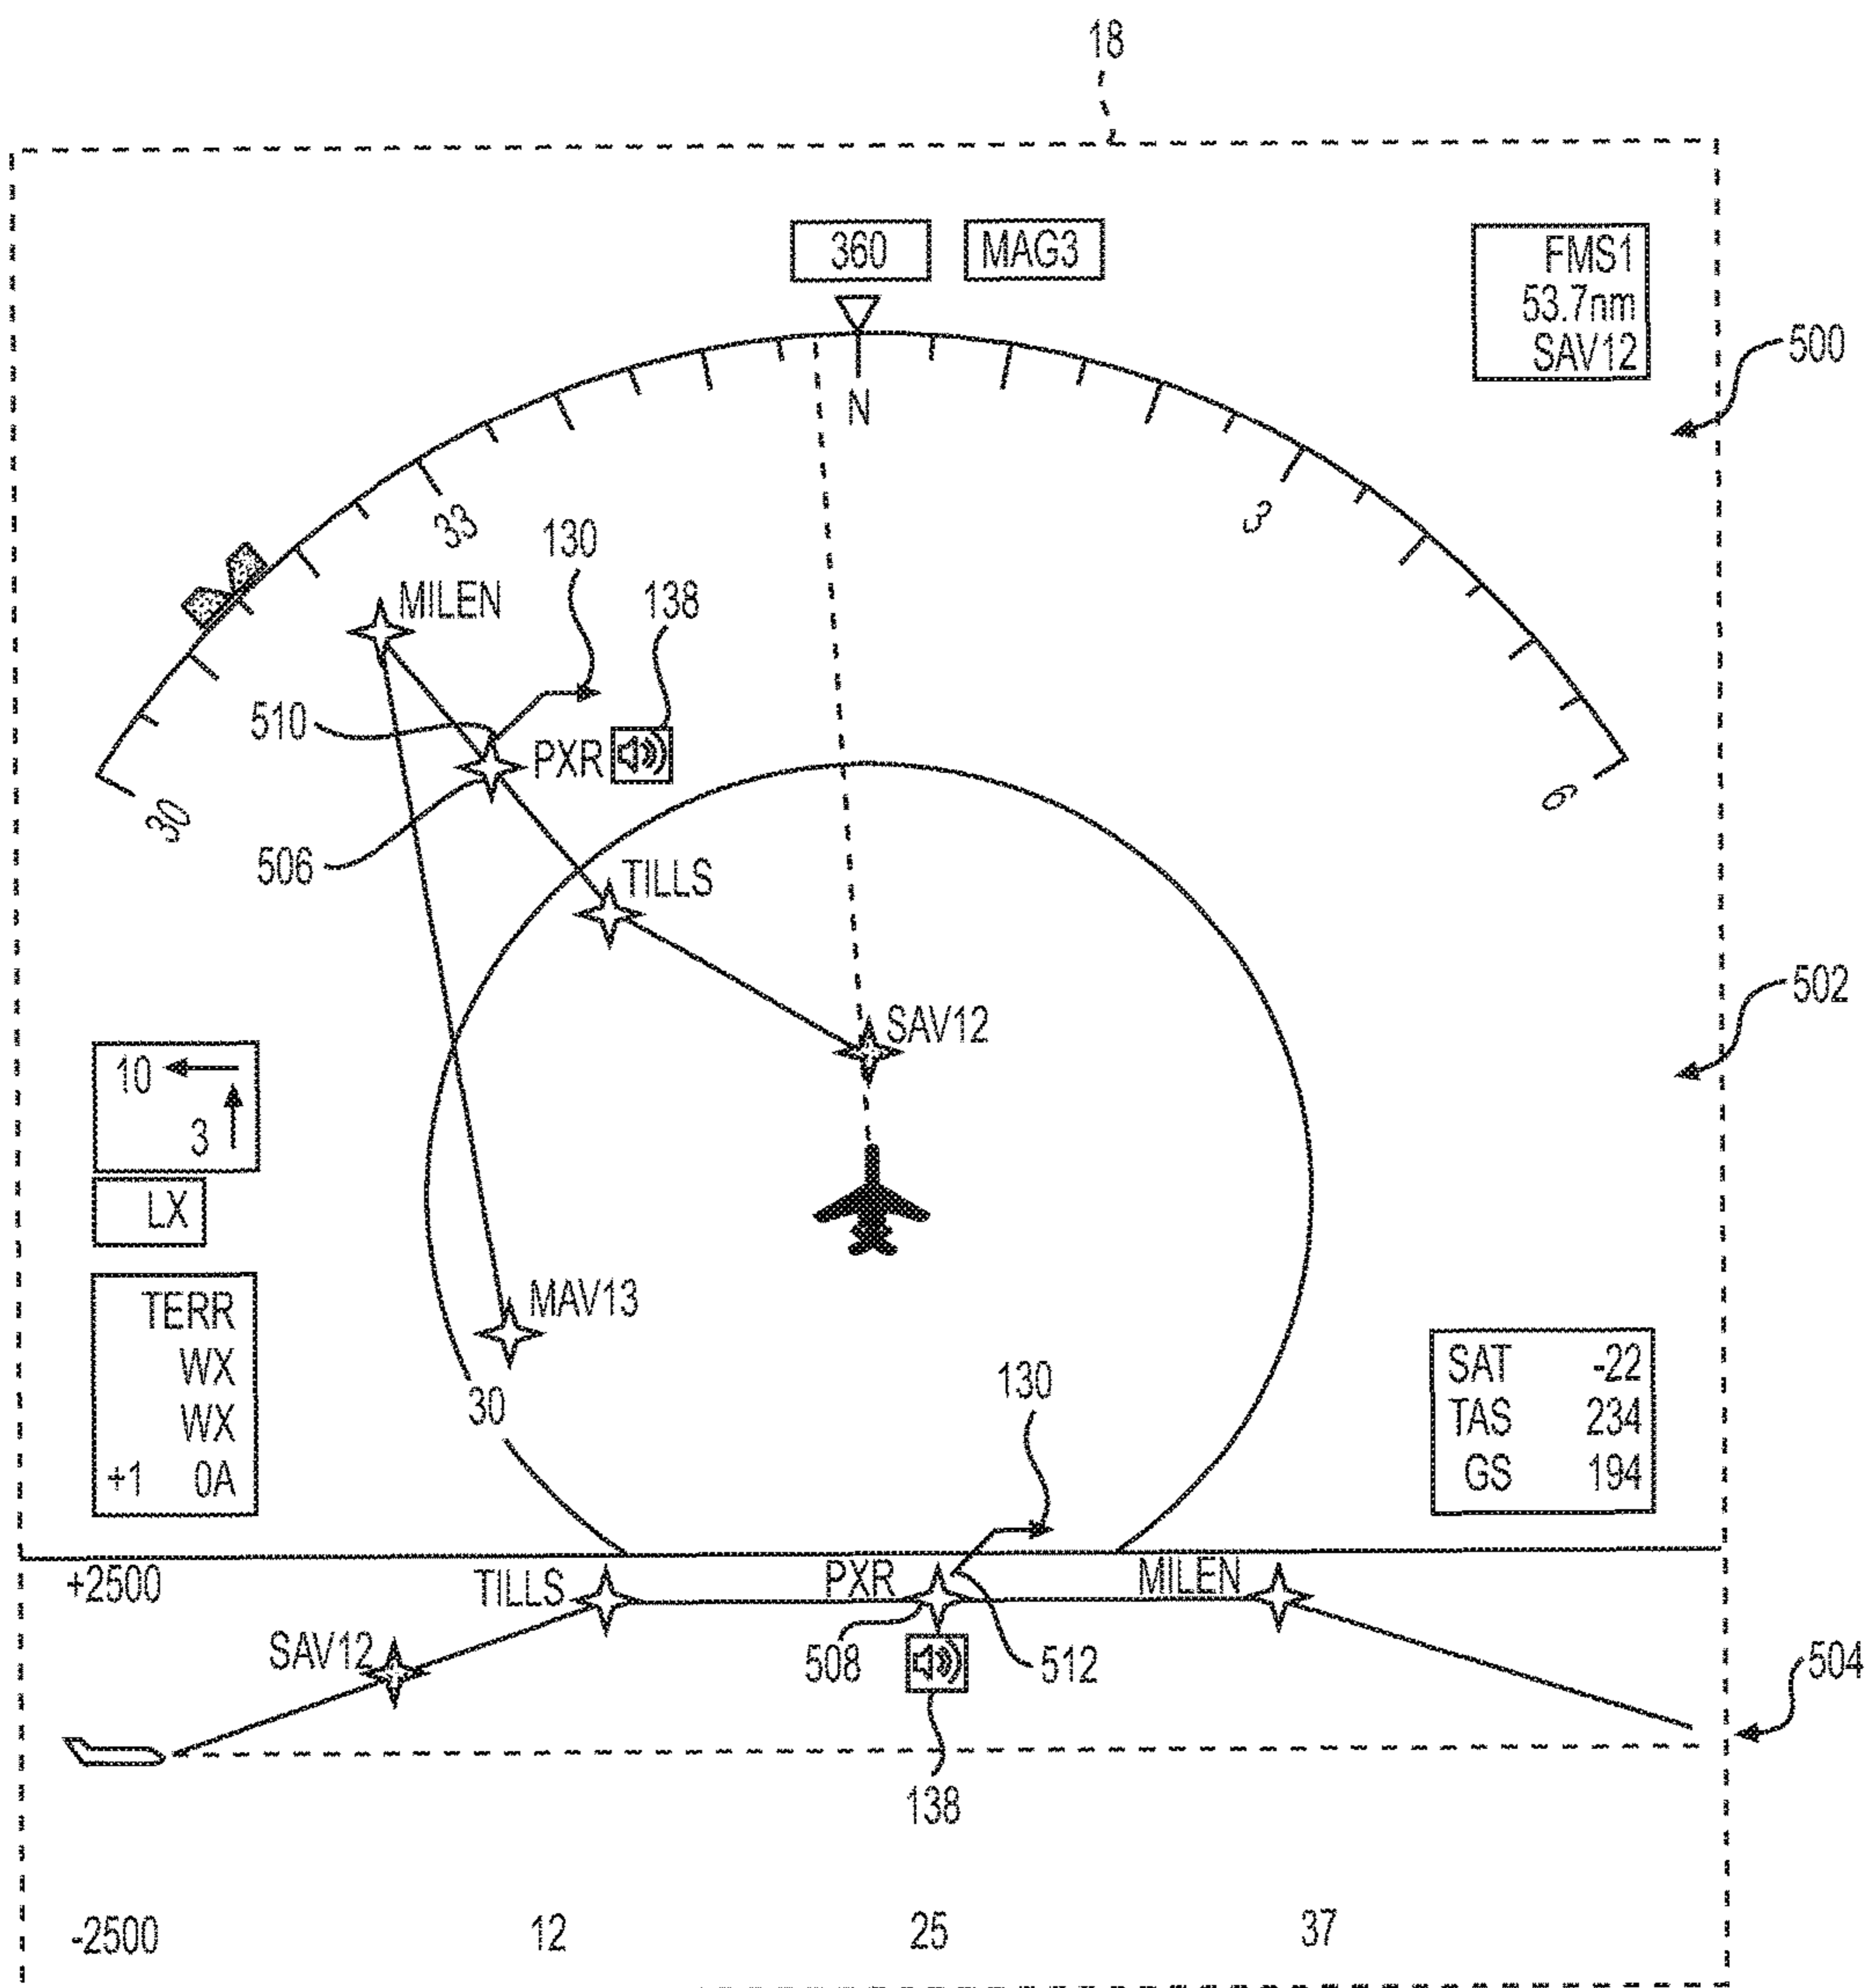 18
360 MAG3
FMS1
53.7nm
SAV12
500
N
33
3
130
MILEN
138
510
PXR
30
6
506
TILLS
502
SAV12
10
3
LX
MAV13
TERR
WX
WX
+1 0A
30
130
SAT -22
TAS 234
GS 194
+2500
TILLS PXR MILEN
SAV12
508
512
504
138
-2500 12 25 37